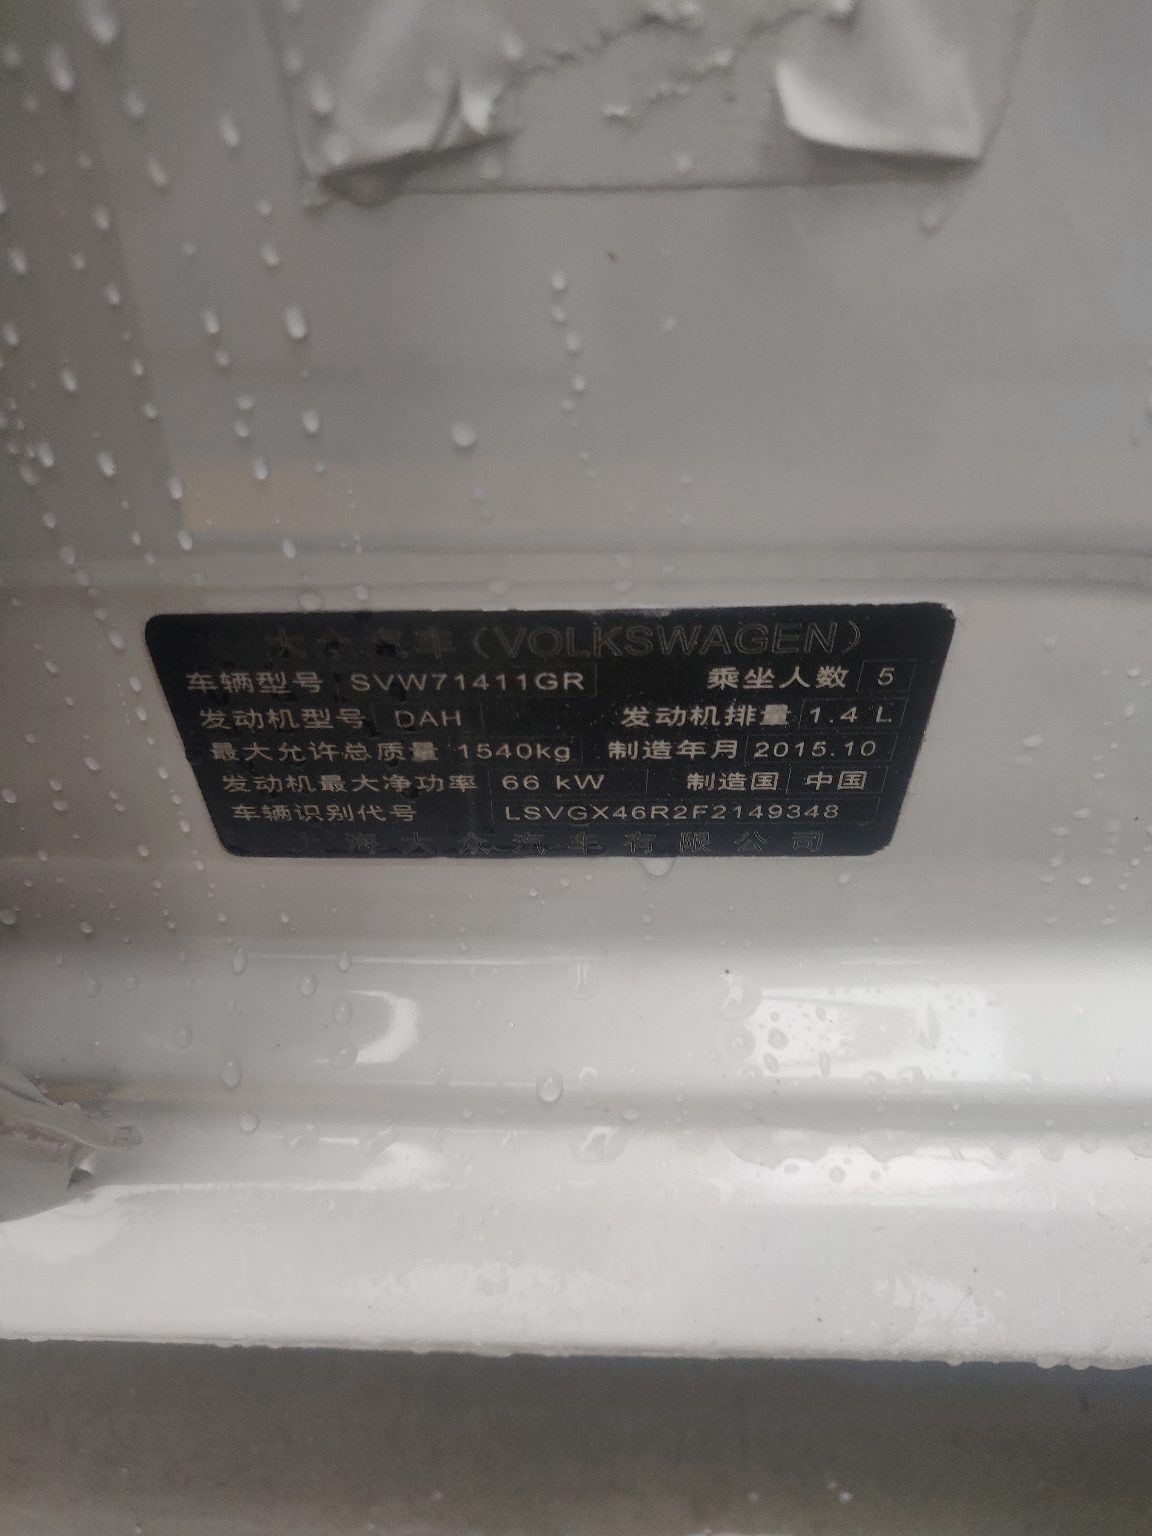 大众汽车(VOLKSWAGEN)
车辆型号 SVW71411GR 乘坐人数 5
发动机型号 DAH 发动机排量 1.4 L
最大允许总质量 1540kg 制造年月 2015.10
发动机最大净功率 66 kW 制造国 中国
车辆识别代号 LSVGX46R2F2149348
上海大众汽车有限公司